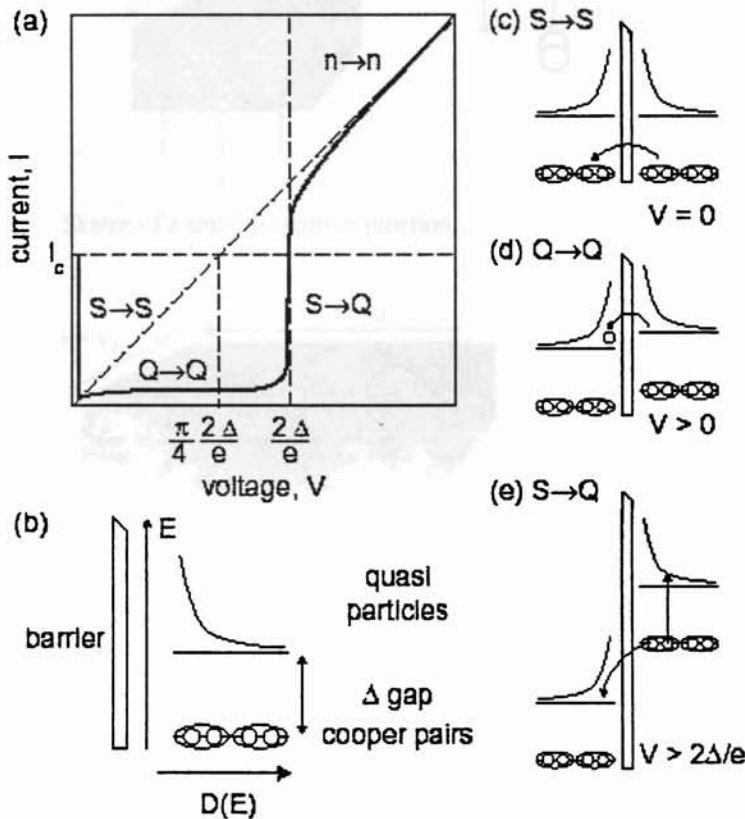 (a)
n→n
current, I
I
c
S→S
S→Q
Q→Q
π/4 2Δ/e
2Δ/e
voltage, V
(b)
E
barrier
quasi
particles
Δ gap
cooper pairs
D(E)
(c) S→S
V = 0
(d) Q→Q
V > 0
(e) S→Q
V > 2Δ/e